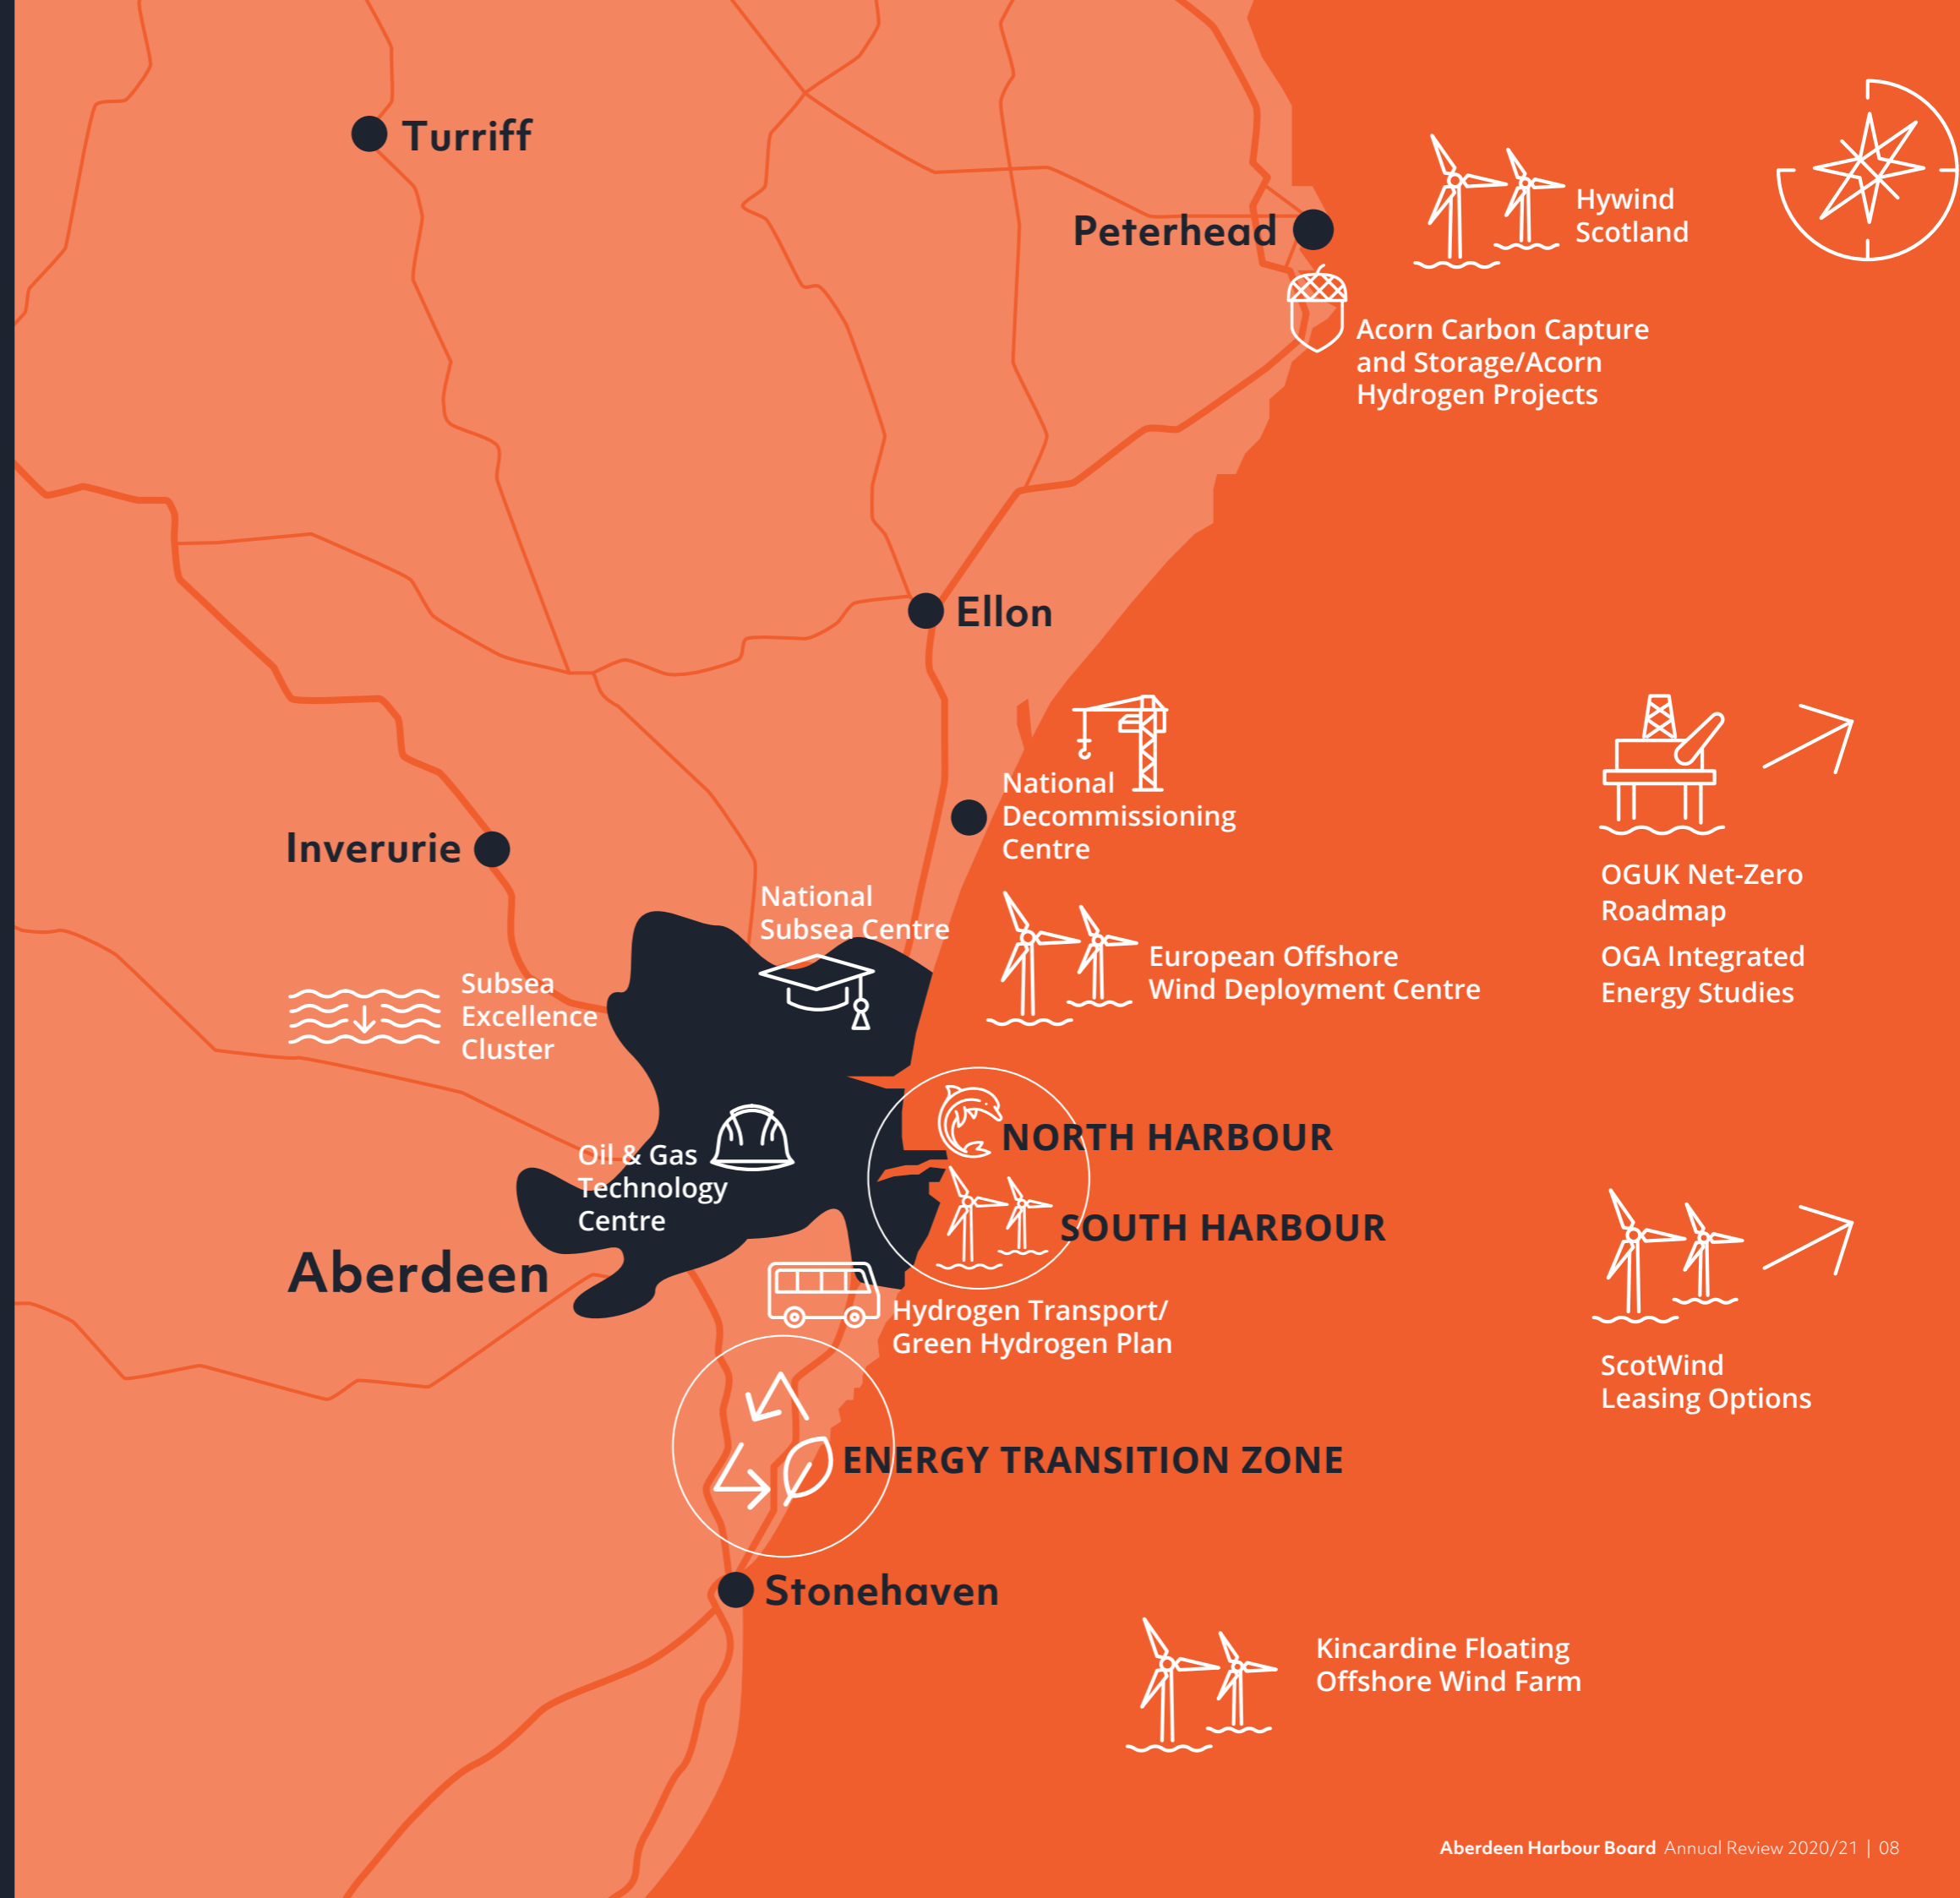 Turriff
Peterhead
Hywind
Scotland
Acorn Carbon Capture
and Storage/Acorn
Hydrogen Projects
Ellon
National
Decommissioning
Centre
Inverurie
OGUK Net-Zero
Roadmap
OGA Integrated
Energy Studies
National
Subsea Centre
European Offshore
Wind Deployment Centre
Subsea
Excellence
Cluster
NORTH HARBOUR
Oil & Gas
Technology
Centre
SOUTH HARBOUR
Aberdeen
Hydrogen Transport/
Green Hydrogen Plan
ScotWind
Leasing Options
ENERGY TRANSITION ZONE
Stonehaven
Kincardine Floating
Offshore Wind Farm
Aberdeen Harbour Board Annual Review 2020/21 | 08